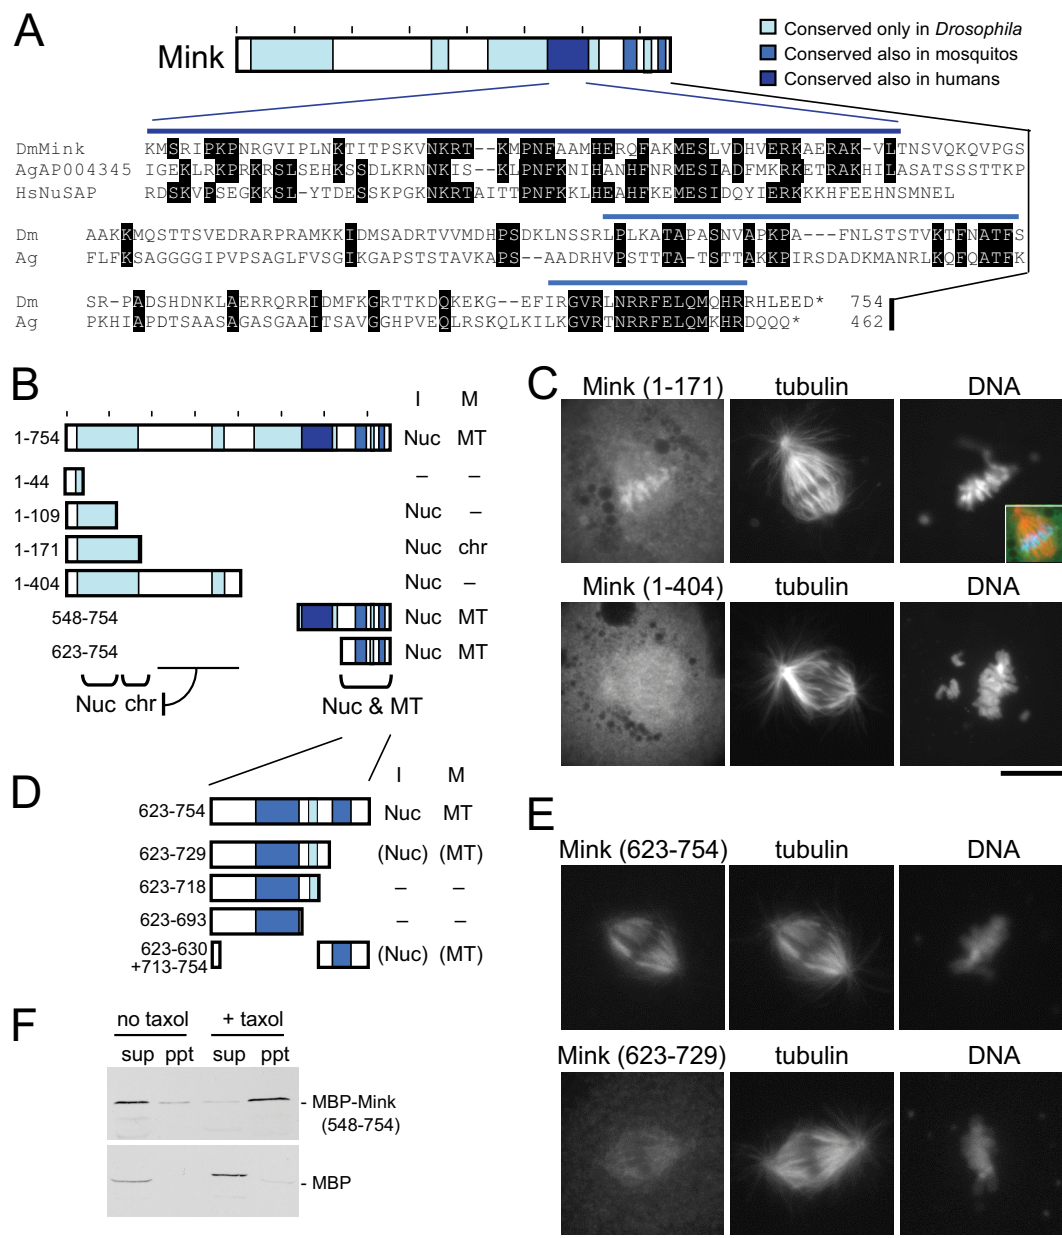 A
Mink
Conserved only in Drosophila
Conserved also in mosquitos
Conserved also in humans
DmMink KMSRIPKPNRGVIPLNKTITPSKVNKRT--KMPNFAAMHERQFAKMESLVDHVERKAERAK-VLTNSVQKQVPGS
AgAP004345 IGEKLRKPRKRSLSEHKSSDLKRNNKIS--KLPNFKNIHANHFNRMESIADFMKRKETRAKHILASATSSSTTKP
HsNuSAP RDSKVPSEGKKSL-YTDESSKPGKNKRTAITTPNFKKLHEAHFKEMESIDQYIERKKKHFEEHNSMNEL
Dm AAKKMQSTTSVEDRARPRAMKKIDMSADRTVVMDHPSDKLNSSRLPLKATAPASNVAPKPA---FNLSTSTVKTFNATFS
Ag FLFKSAGGGGIPVPSAGLFVSGIKGAPSTSTAVKAPS--AADRHVPSTTTA-TSTTAKKPIRSDADKMANRLKQFQATFK
Dm SR-PADSHDNKLAERRQRRIDMFKGRTTKDQKEKG--EFIRGVRLNRRFELQMQHRRHLEED* 754
Ag PKHIAPDTSAASAGASGAAITSAVGGHPVEQLRSKQLKILKGVRTNRRFELQMKHRDQQQ* 462
B
I M
1-754 Nuc MT
1-44 – –
1-109 Nuc –
1-171 Nuc chr
1-404 Nuc –
548-754 Nuc MT
623-754 Nuc MT
Nuc chr
Nuc & MT
C
Mink (1-171) tubulin DNA
Mink (1-404) tubulin DNA
D
I M
623-754 Nuc MT
623-729 (Nuc) (MT)
623-718 – –
623-693 – –
623-630
+713-754 (Nuc) (MT)
E
Mink (623-754) tubulin DNA
Mink (623-729) tubulin DNA
F
no taxol + taxol
sup ppt sup ppt
- MBP-Mink
(548-754)
- MBP